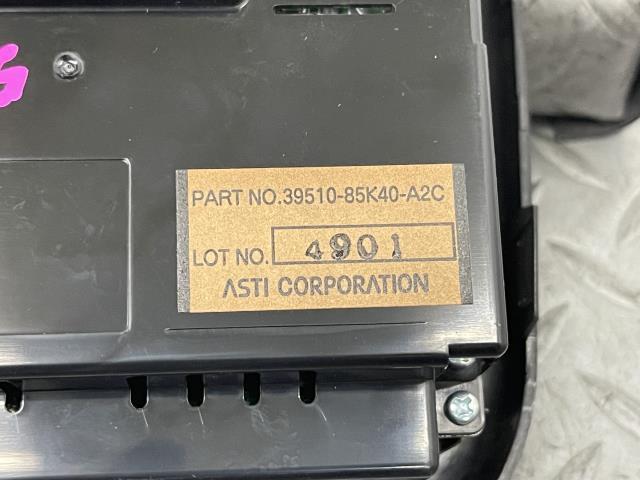 PART NO.39510-85K40-A2C
LOT NO. 4901
ASTI CORPORATION